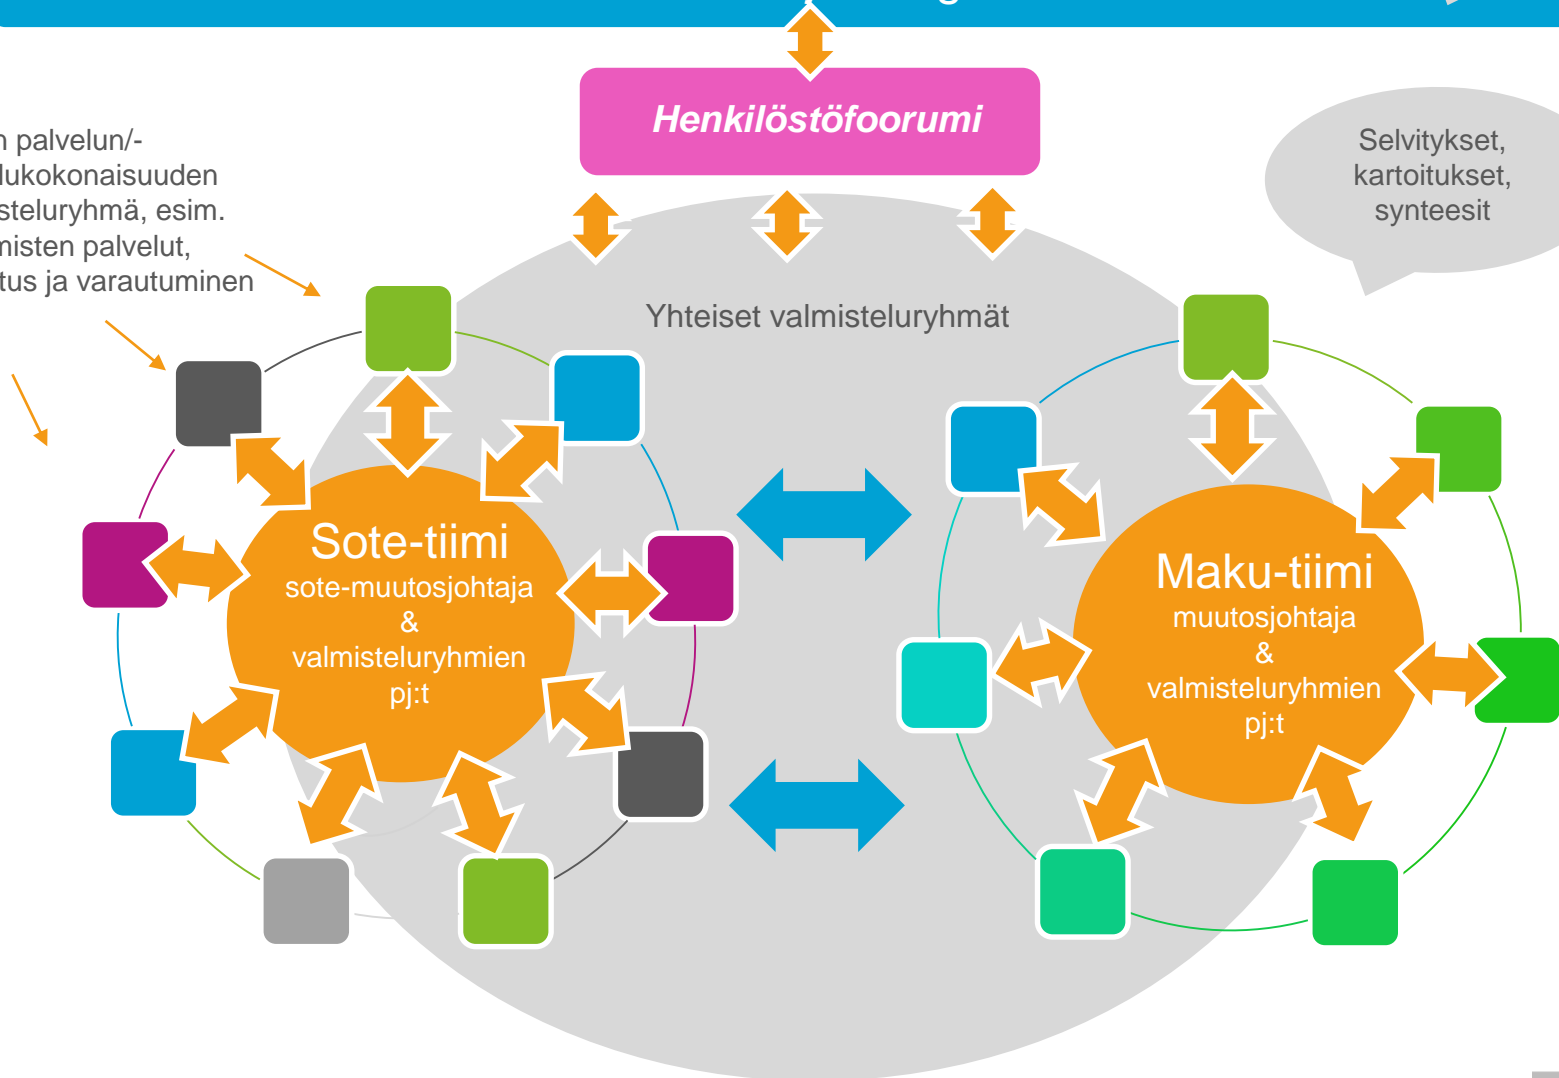 Henkilöstöfoorumi
n palvelun/-
lukokonaisuuden
steluryhmä, esim.
misten palvelut,
tus ja varautuminen
Selvitykset,
kartoitukset,
synteesit
Yhteiset valmisteluryhmät
Sote-tiimi
sote-muutosjohtaja
&
valmisteluryhmien
pj:t
Maku-tiimi
muutosjohtaja
&
valmisteluryhmien
pj:t